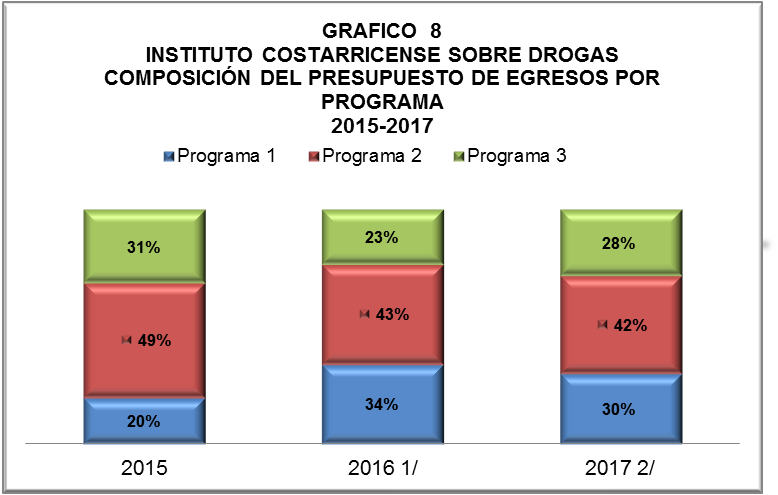 GRAFICO 8
INSTITUTO COSTARRICENSE SOBRE DROGAS
COMPOSICIÓN DEL PRESUPUESTO DE EGRESOS POR
PROGRAMA
2015-2017
Programa 1 Programa 2 Programa 3
31% 23% 28%
49% 43% 42%
20% 34% 30%
2015 2016 1/ 2017 2/